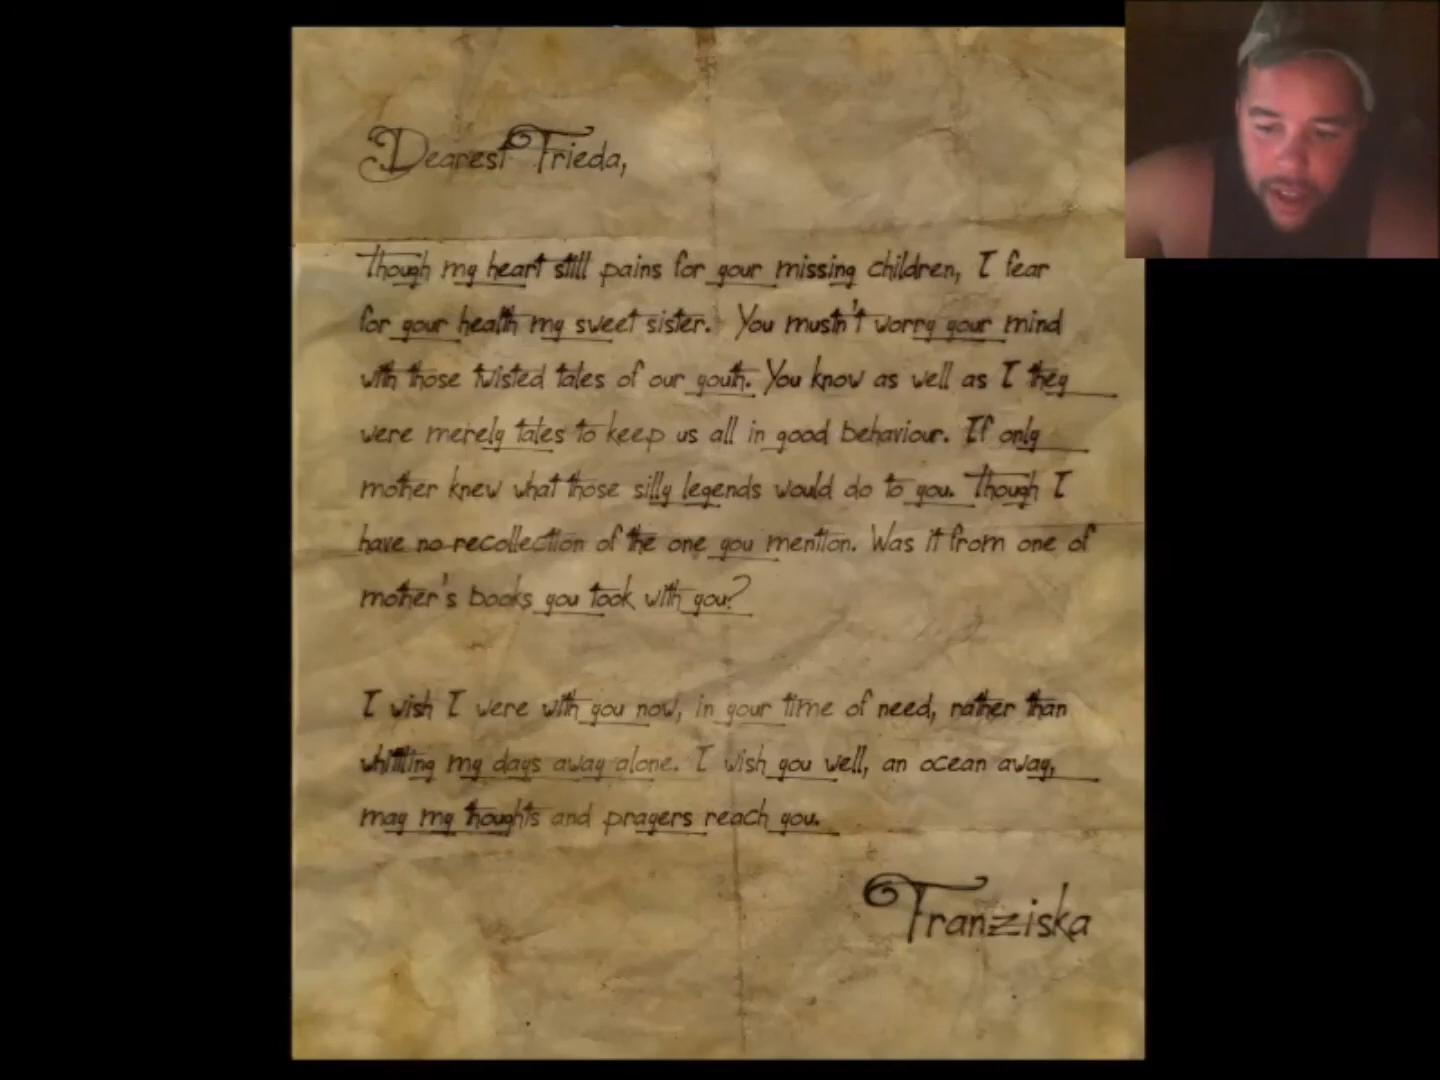 Dearest Frieda,
Though my heart still pains for your missing children, I fear
for your health my sweet sister. You mustn't worry your mind
with those twisted tales of our youth. You know as well as I they
were merely tales to keep us all in good behaviour. If only
mother knew what those silly legends would do to you. Though I
have no recollection of the one you mention. Was it from one of
mother's books you took with you?
I wish I were with you now, in your time of need, rather than
whittling my days away alone. I wish you well, an ocean away,
may my thoughts and prayers reach you.
Franziska